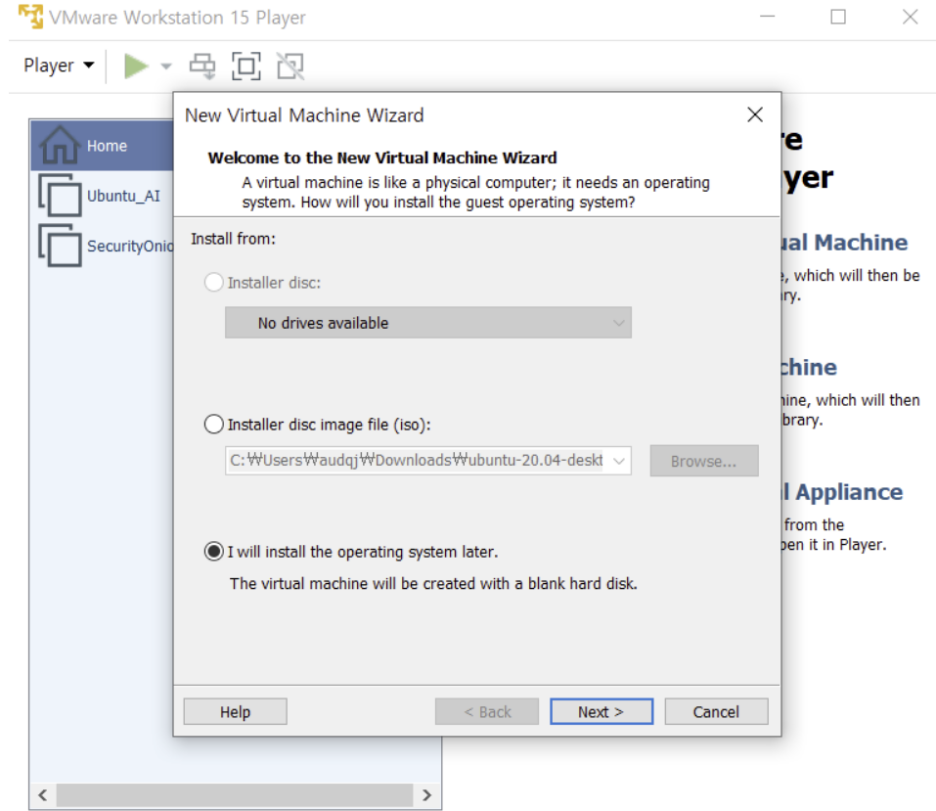 VMware Workstation 15 Player
Player
New Virtual Machine Wizard
Welcome to the New Virtual Machine Wizard
A virtual machine is like a physical computer; it needs an operating
system. How will you install the guest operating system?
Install from:
Installer disc:
No drives available
Installer disc image file (iso):
C:₩Users₩audqj₩Downloads₩ubuntu-20.04-deskt
Browse...
I will install the operating system later.
The virtual machine will be created with a blank hard disk.
Help
< Back
Next >
Cancel
Home
Ubuntu_AI
SecurityOnio
re
yer
ual Machine
, which will then be
ry.
chine
hine, which will then
brary.
l Appliance
from the
pen it in Player.